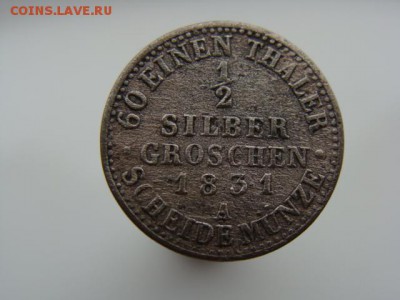 COINS.LAVE.RU
60 EINEN THALER
1/2
SILBER
GROSCHEN
1831
A
SCHEIDEMÜNZE